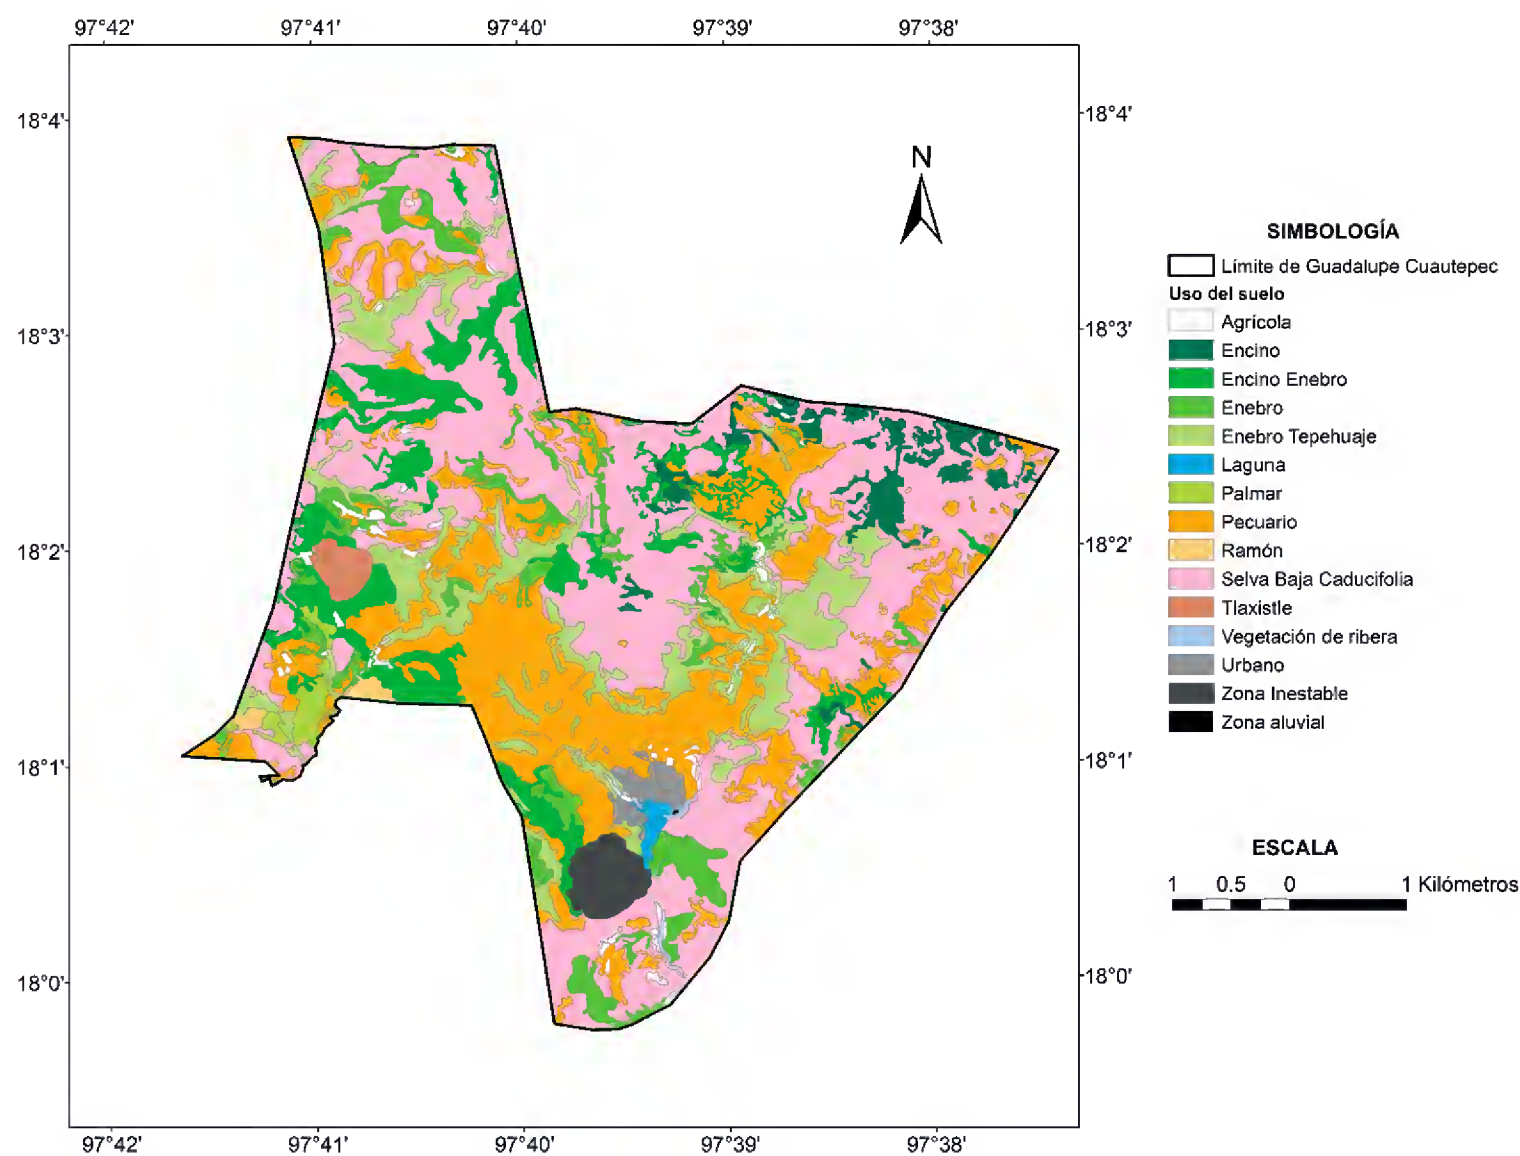 97°42' 97°41' 97°40' 97°39' 97°38'
18°4' 18°4'
N
18°3' 18°3'
18°2' 18°2'
18°1' 18°1'
18°0' 18°0'
97°42' 97°41' 97°40' 97°39' 97°38'
SIMBOLOGÍA
Límite de Guadalupe Cuautepec
Uso del suelo
Agrícola
Encino
Encino Enebro
Enebro
Enebro Tepehuaje
Laguna
Palmar
Pecuario
Ramón
Selva Baja Caducifolia
Tlaxistle
Vegetación de ribera
Urbano
Zona Inestable
Zona aluvial
ESCALA
1 0.5 0 1 Kilómetros